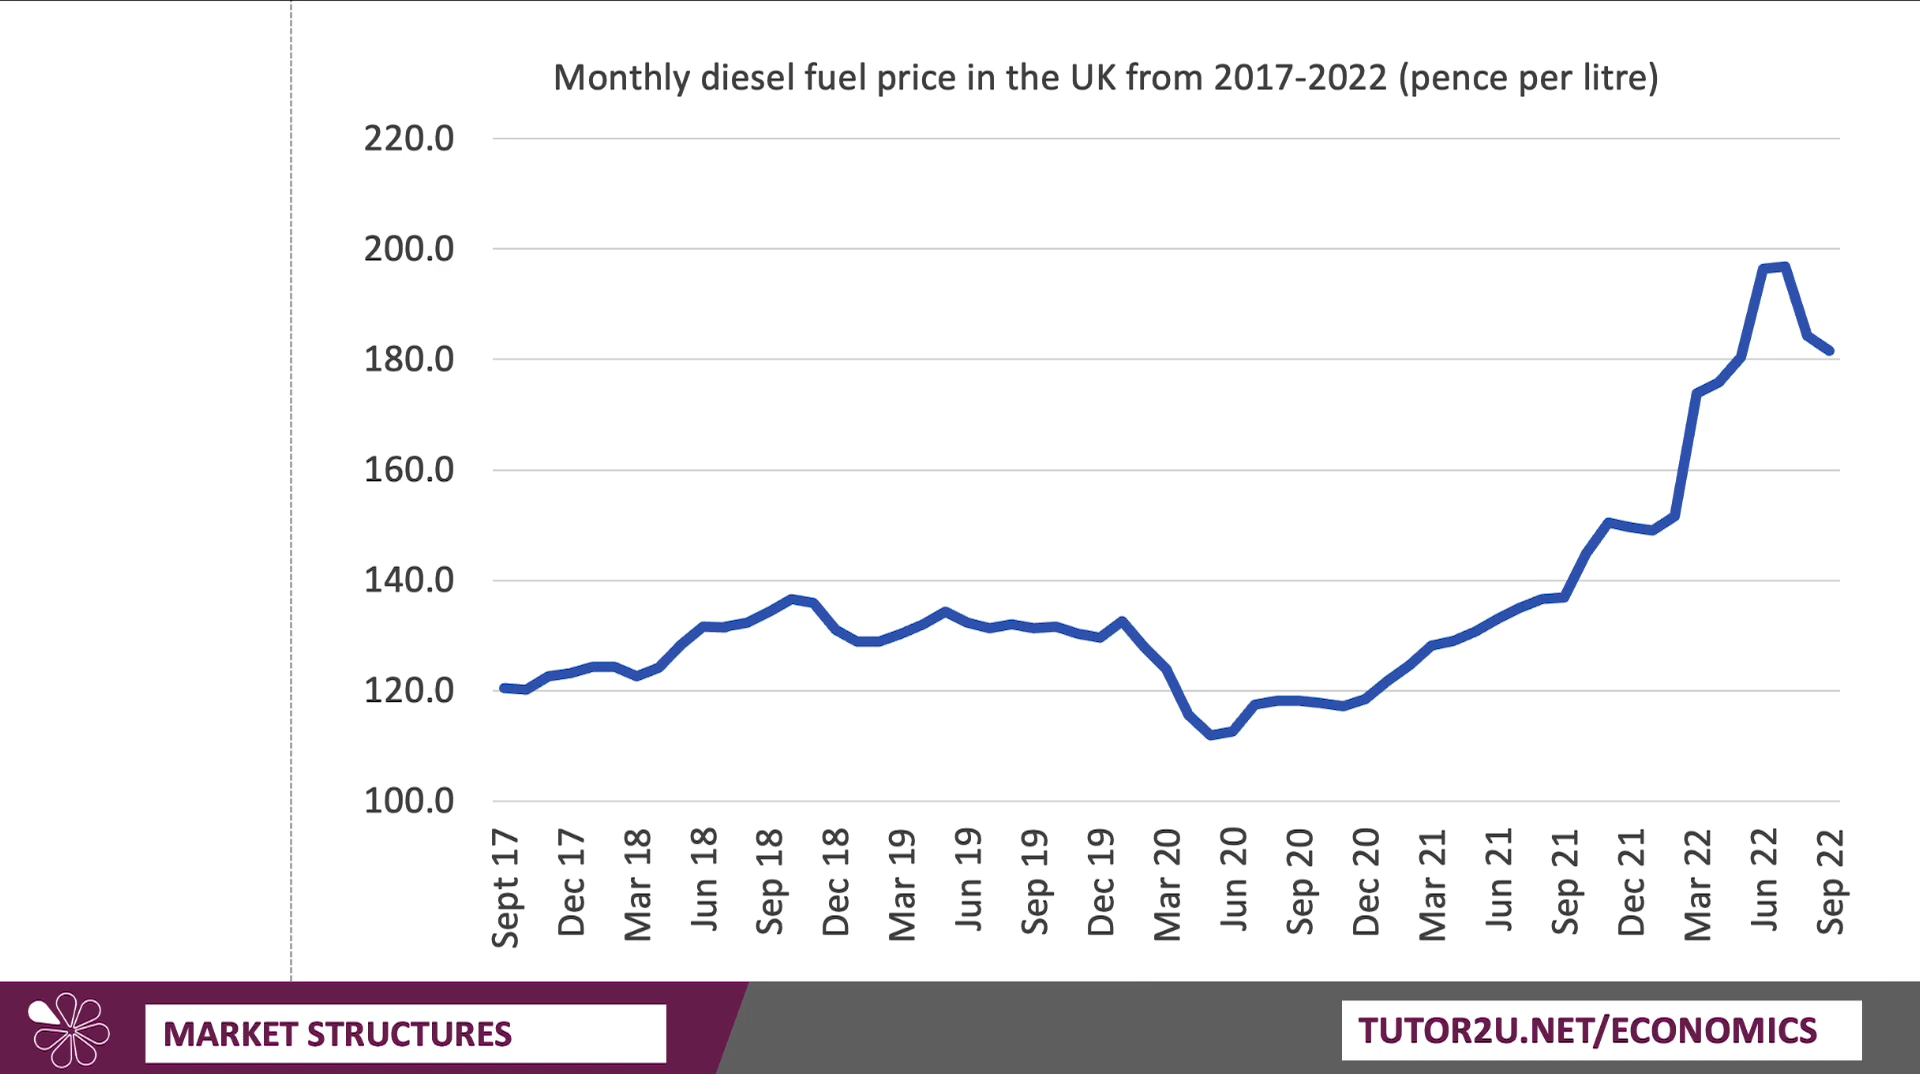 Monthly diesel fuel price in the UK from 2017-2022 (pence per litre)
220.0
200.0
180.0
160.0
140.0
120.0
100.0
Sept 17
Dec 17
Mar 18
Jun 18
Sep 18
Dec 18
Mar 19
Jun 19
Sep 19
Dec 19
Mar 20
Jun 20
Sep 20
Dec 20
Mar 21
Jun 21
Sep 21
Dec 21
Mar 22
Jun 22
Sep 22
MARKET STRUCTURES
TUTOR2U.NET/ECONOMICS